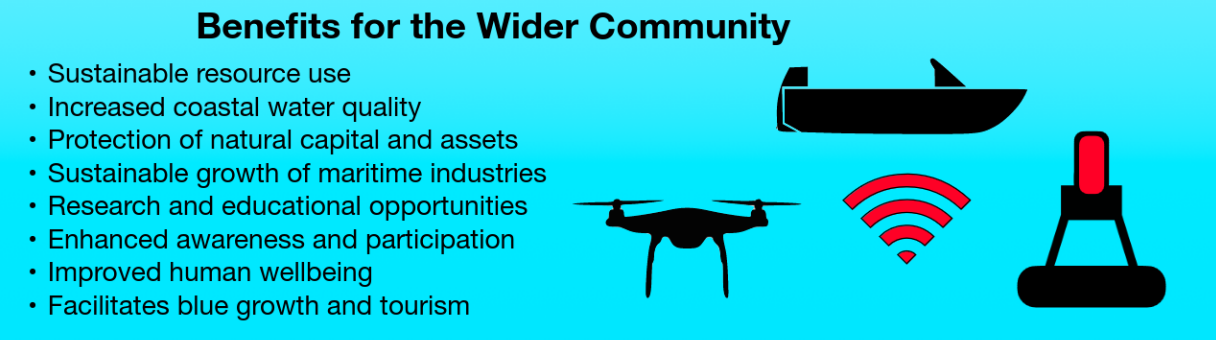 Benefits for the Wider Community
• Sustainable resource use
• Increased coastal water quality
• Protection of natural capital and assets
• Sustainable growth of maritime industries
• Research and educational opportunities
• Enhanced awareness and participation
• Improved human wellbeing
• Facilitates blue growth and tourism